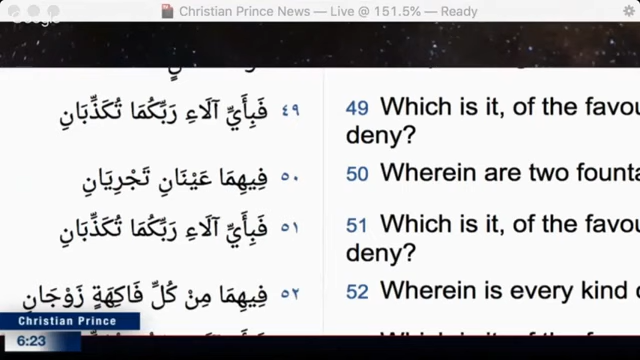 Christian Prince News — Live @ 151.5% — Ready
٤٩ فَبِأَيِّ آلَاءِ رَبِّكُمَا تُكَذِّبَانِ
49 Which is it, of the favou
deny?
٥٠ فِيهِمَا عَيْنَانِ تَجْرِيَانِ
50 Wherein are two founta
٥١ فَبِأَيِّ آلَاءِ رَبِّكُمَا تُكَذِّبَانِ
51 Which is it, of the favou
deny?
٥٢ فِيهِمَا مِنْ كُلِّ فَاكِهَةٍ زَوْجَانِ
52 Wherein is every kind
Christian Prince
6:23